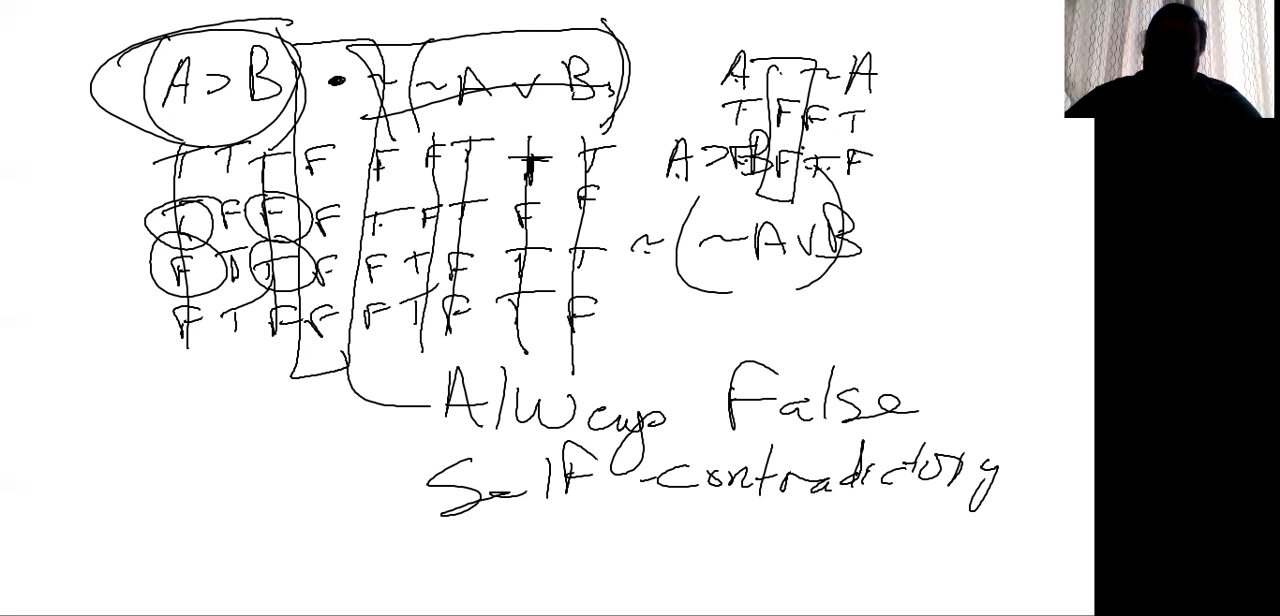 A > B • ~ (~A v B)
T T T F F F T T T
T F F F T F T F F
F T T F F T F T T
F T F F F T F T F
A · ~A
T F F T
A > B F F T F
~ (~A v B)
Always False
Self-contradictory